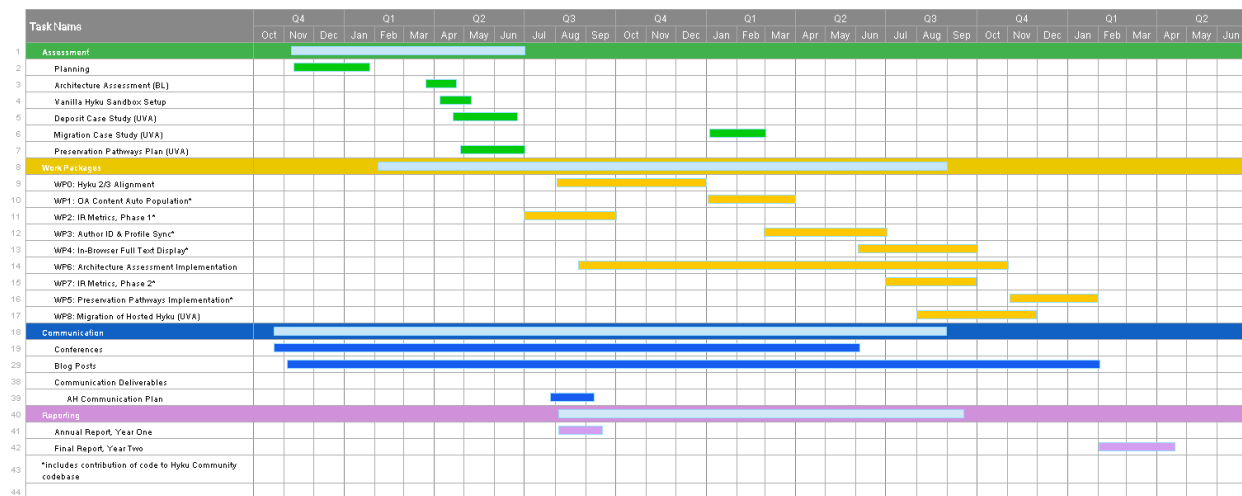 Task Name
Q4 Q1 Q2 Q3 Q4 Q1 Q2 Q3 Q4 Q1 Q2
Oct Nov Dec Jan Feb Mar Apr May Jun Jul Aug Sep Oct Nov Dec Jan Feb Mar Apr May Jun Jul Aug Sep Oct Nov Dec Jan Feb Mar Apr May Jun
1 Assessment
2 Planning
3 Architecture Assessment (BL)
4 Vanilla Hyku Sandbox Setup
5 Deposit Case Study (UVA)
6 Migration Case Study (UVA)
7 Preservation Pathways Plan (UVA)
8 Work Packages
9 WP0: Hyku 2/3 Alignment
10 WP1: OA Content Auto Population*
11 WP2: IR Metrics, Phase 1*
12 WP3: Author ID & Profile Sync*
13 WP4: In-Browser Full Text Display*
14 WP6: Architecture Assessment Implementation
15 WP7: IR Metrics, Phase 2*
16 WP5: Preservation Pathways Implementation*
17 WP8: Migration of Hosted Hyku (UVA)
18 Communication
19 Conferences
29 Blog Posts
38 Communication Deliverables
39 AH Communication Plan
40 Reporting
41 Annual Report, Year One
42 Final Report, Year Two
43 *includes contribution of code to Hyku Community
codebase
44